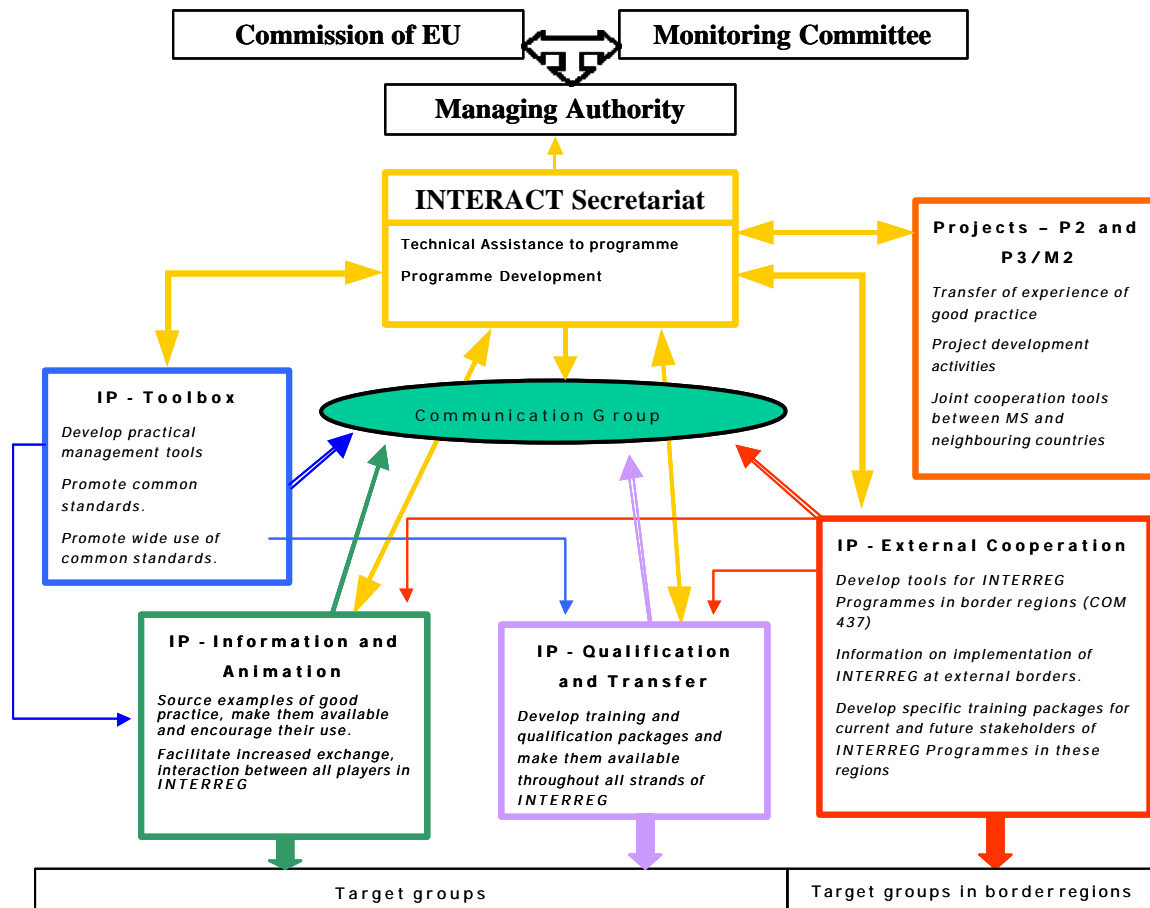 Commission of EU
Monitoring Committee
Managing Authority
INTERACT Secretariat
Technical Assistance to programme
Programme Development
Projects – P2 and
P3/M2
Transfer of experience of
good practice
Project development
activities
Joint cooperation tools
between MS and
neighbouring countries
IP - Toolbox
Develop practical
management tools
Promote common
standards.
Promote wide use of
common standards.
Communication Group
IP - External Cooperation
Develop tools for INTERREG
Programmes in border regions (COM
437)
Information on implementation of
INTERREG at external borders.
Develop specific training packages for
current and future stakeholders of
INTERREG Programmes in these
regions
IP - Information and
Animation
Source examples of good
practice, make them available
and encourage their use.
Facilitate increased exchange,
interaction between all players in
INTERREG
IP - Qualification
and Transfer
Develop training and
qualification packages and
make them available
throughout all strands of
INTERREG
Target groups
Target groups in border regions